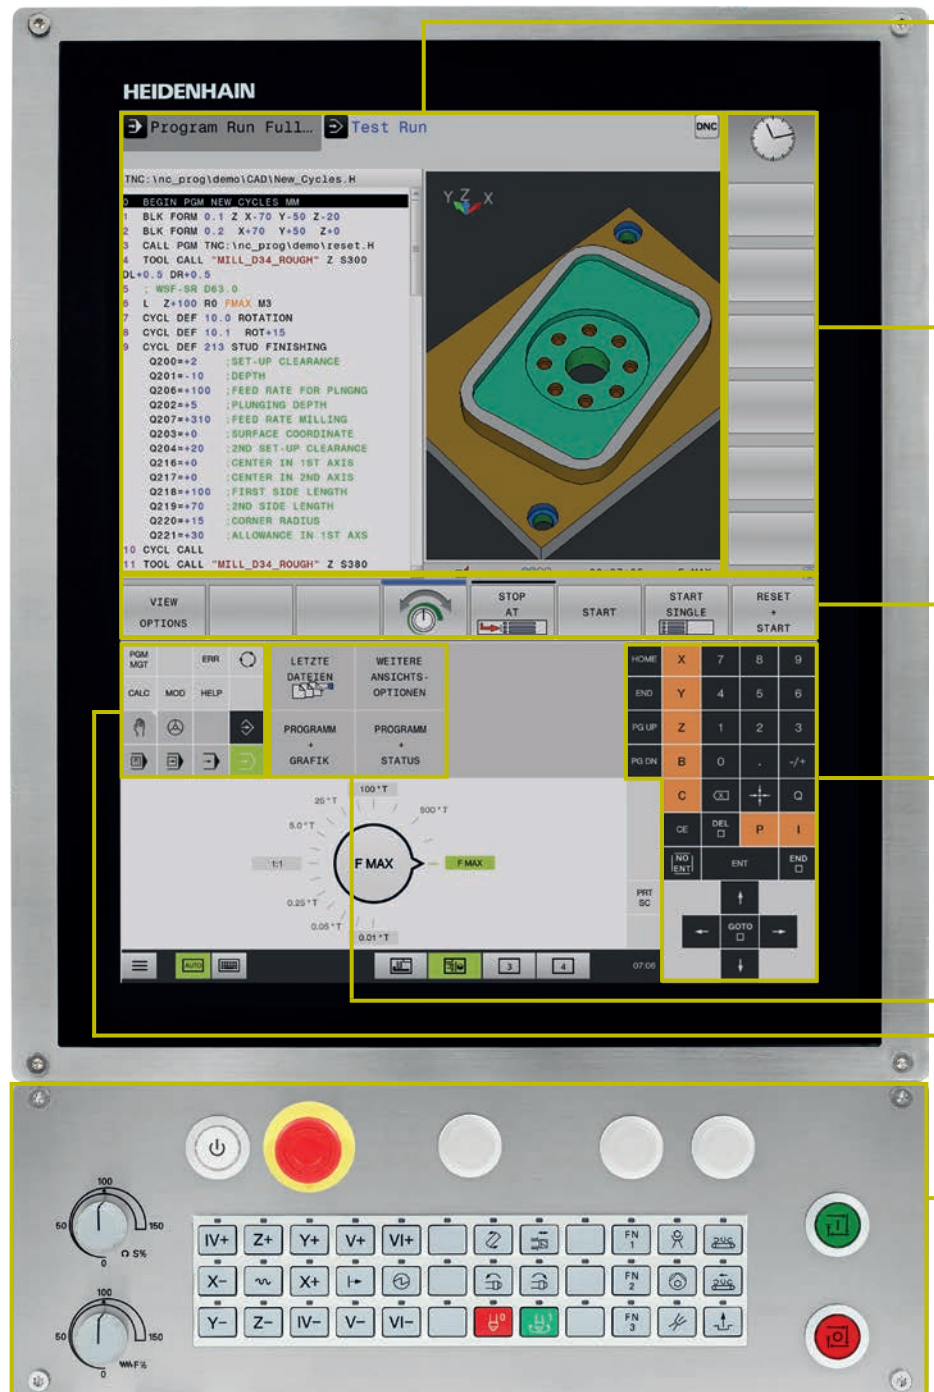 HEIDENHAIN
Program Run Full... Test Run DNC
TNC:\nc_prog\demo\CAD\New_Cycles.H
0 BEGIN PGM NEW_CYCLES MM
1 BLK FORM 0.1 Z X-70 Y-50 Z-20
2 BLK FORM 0.2 X+70 Y+50 Z+0
3 CALL PGM TNC:\nc_prog\demo\reset.H
4 TOOL CALL "MILL_D34_ROUGH" Z S300
DL+0.5 DR+0.5
5 ; WSF-SR D63.0
6 L Z+100 R0 FMAX M3
7 CYCL DEF 10.0 ROTATION
8 CYCL DEF 10.1 ROT+15
9 CYCL DEF 213 STUD FINISHING
Q200=+2 ;SET-UP CLEARANCE
Q201=-10 ;DEPTH
Q206=+100 ;FEED RATE FOR PLNGNG
Q202=+5 ;PLUNGING DEPTH
Q207=+310 ;FEED RATE MILLING
Q203=+0 ;SURFACE COORDINATE
Q204=+20 ;2ND SET-UP CLEARANCE
Q216=+0 ;CENTER IN 1ST AXIS
Q217=+0 ;CENTER IN 2ND AXIS
Q218=+100 ;FIRST SIDE LENGTH
Q219=+70 ;2ND SIDE LENGTH
Q220=+15 ;CORNER RADIUS
Q221=+30 ;ALLOWANCE IN 1ST AXS
10 CYCL CALL
11 TOOL CALL "MILL_D34_ROUGH" Z S380
Y Z X
VIEW
OPTIONS
STOP
AT
START
START
SINGLE
RESET
+
START
PGM
MGT
ERR
CALC MOD HELP
LETZTE
DATEIEN
WEITERE
ANSICHTS-
OPTIONEN
PROGRAMM
+
GRAFIK
PROGRAMM
+
STATUS
HOME X 7 8 9
END Y 4 5 6
PG UP Z 1 2 3
PG DN B 0 . -/+
C X Q
CE DEL P I
NO
ENT
ENT
END
PRT
SC
GOTO
100*T
25*T
500*T
5.0*T
1:1
F MAX
F MAX
0.25*T
0.05*T
0.01*T
AUTO
3
4
07:06
100
50
150
0
S%
100
50
150
0
F%
IV+ Z+ Y+ V+ VI+ FN
1
X- X+ FN
2
Y- Z- IV- V- VI- 0 FN
3